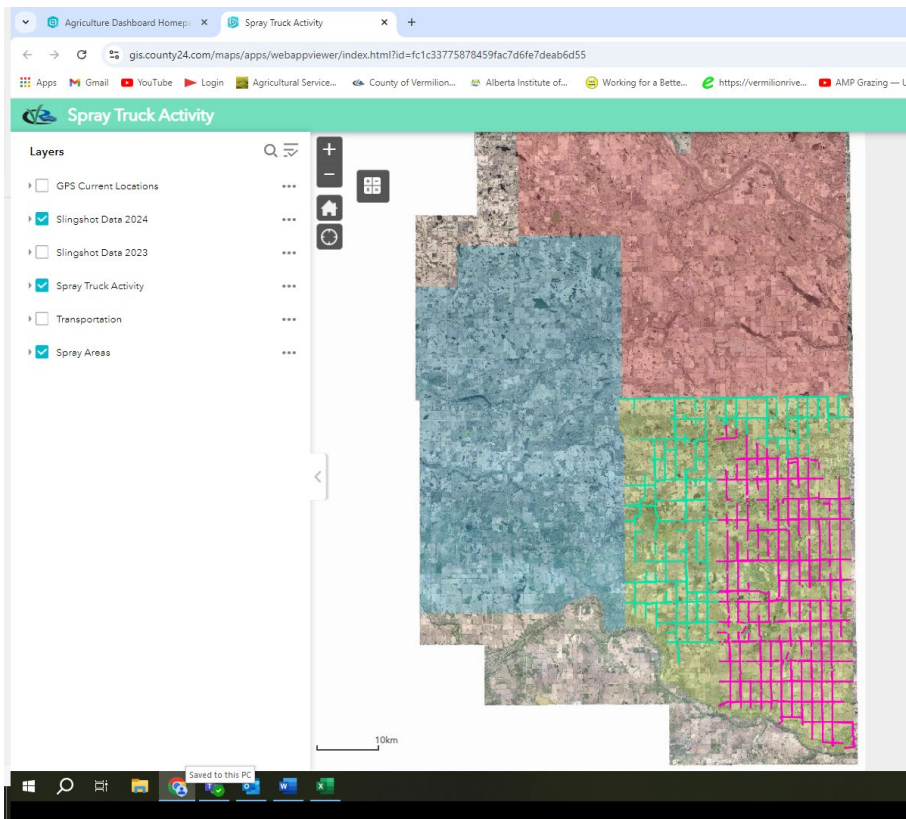 Agriculture Dashboard Homep
Spray Truck Activity
gis.county24.com/maps/apps/webappviewer/index.html?id=fc1c33775878459fac7d6fe7deab6d55
Apps Gmail YouTube Login Agricultural Service... County of Vermilion... Alberta Institute of... Working for a Bette... https://vermilionrive... AMP Grazing — U
Spray Truck Activity
Layers
GPS Current Locations
Slingshot Data 2024
Slingshot Data 2023
Spray Truck Activity
Transportation
Spray Areas
10km
Saved to this PC